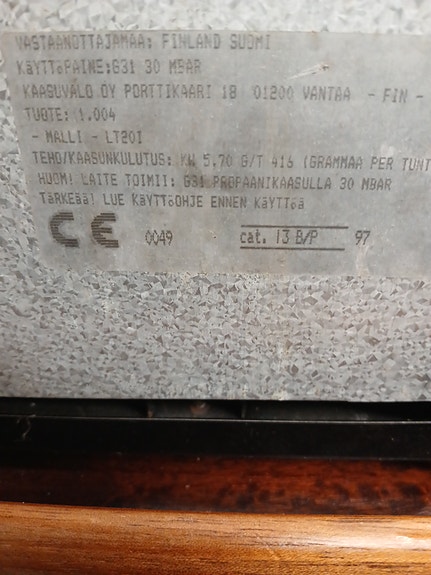 VASTAANOTTAJAMAA: FINLAND SUOMI
KäYTTöPAINE:G31 30 MBAR
KAASUVALO OY PORTTIKAARI 18 01200 VANTAA - FIN -
TUOTE: 1.004
- MALLI - LT20I
TEHO/KAASUNKULUTUS: KW 5,70 G/T 416 (GRAMMAA PER TUNT
HUOM! LAITE TOIMII: G31 PROPAANIKAASULLA 30 MBAR
TäRKEää! LUE KäYTTöOHJE ENNEN KäYTTöä
CE 0049 cat. I3 B/P 97